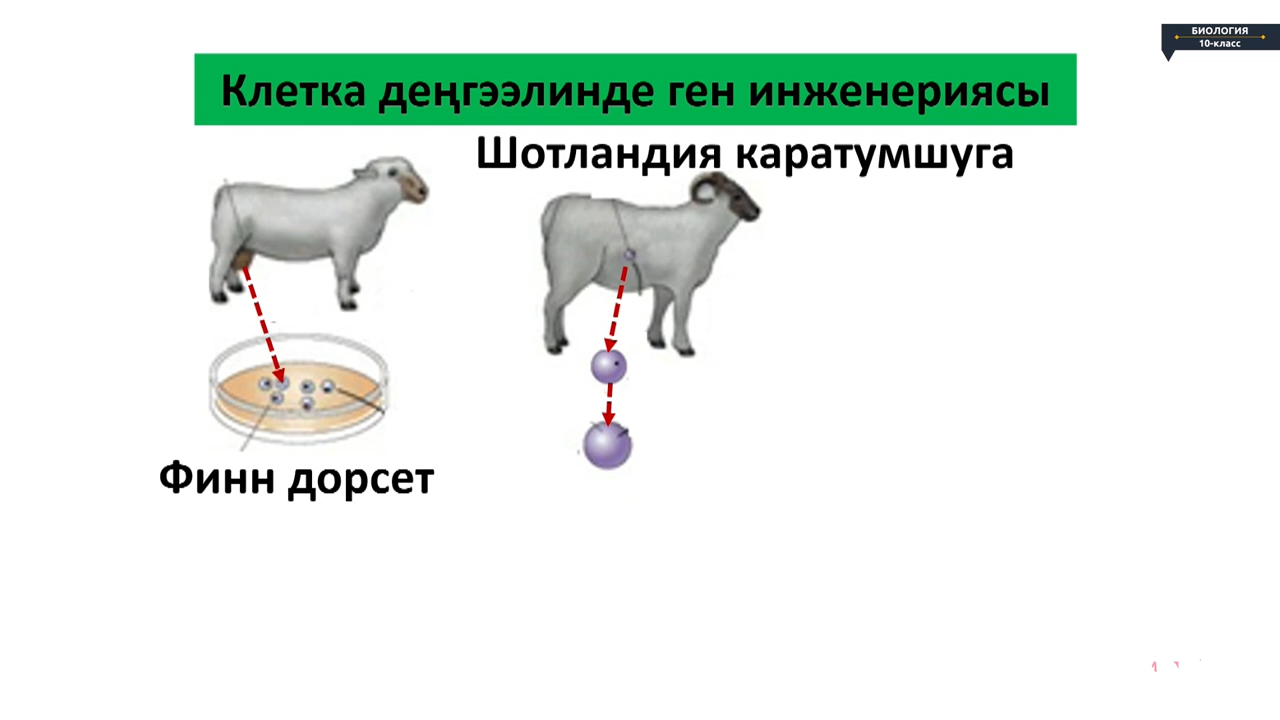 БИОЛОГИЯ
10-класс
Клетка деңгээлинде ген инженериясы
Шотландия каратумшуга
Финн дорсет